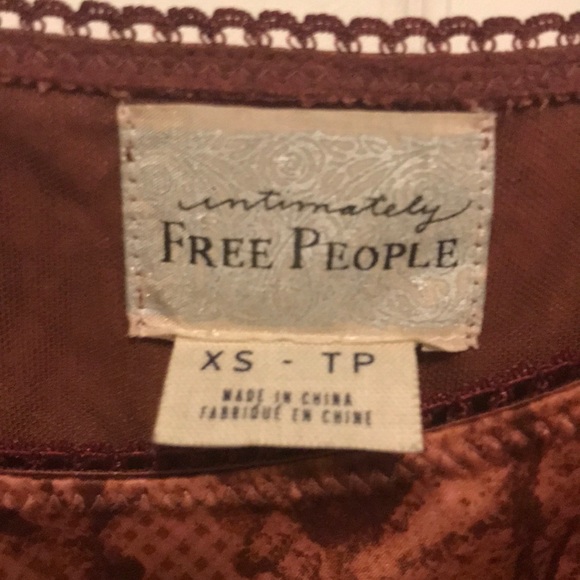 intimately
FREE PEOPLE
XS - TP
MADE IN CHINA
FABRIQUÉ EN CHINE